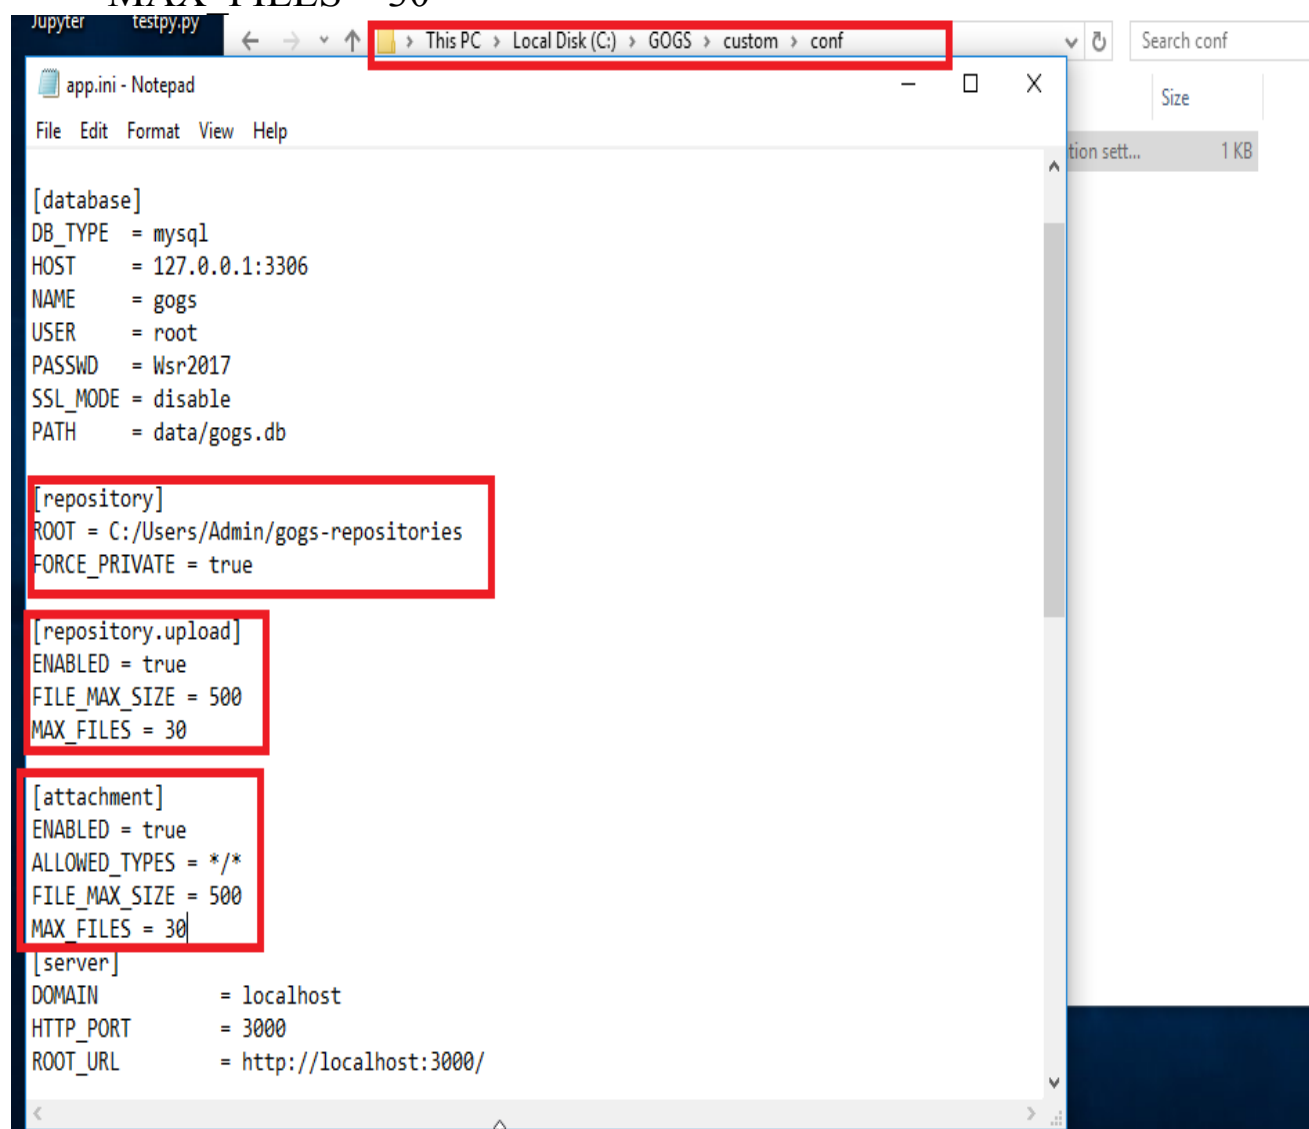 MAX_FILES = 30
Jupyter testpy.py
This PC > Local Disk (C:) > GOGS > custom > conf
Search conf
app.ini - Notepad
Size
File Edit Format View Help
tion sett... 1 KB
[database]
DB_TYPE = mysql
HOST = 127.0.0.1:3306
NAME = gogs
USER = root
PASSWD = Wsr2017
SSL_MODE = disable
PATH = data/gogs.db
[repository]
ROOT = C:/Users/Admin/gogs-repositories
FORCE_PRIVATE = true
[repository.upload]
ENABLED = true
FILE_MAX_SIZE = 500
MAX_FILES = 30
[attachment]
ENABLED = true
ALLOWED_TYPES = */*
FILE_MAX_SIZE = 500
MAX_FILES = 30
[server]
DOMAIN = localhost
HTTP_PORT = 3000
ROOT_URL = http://localhost:3000/